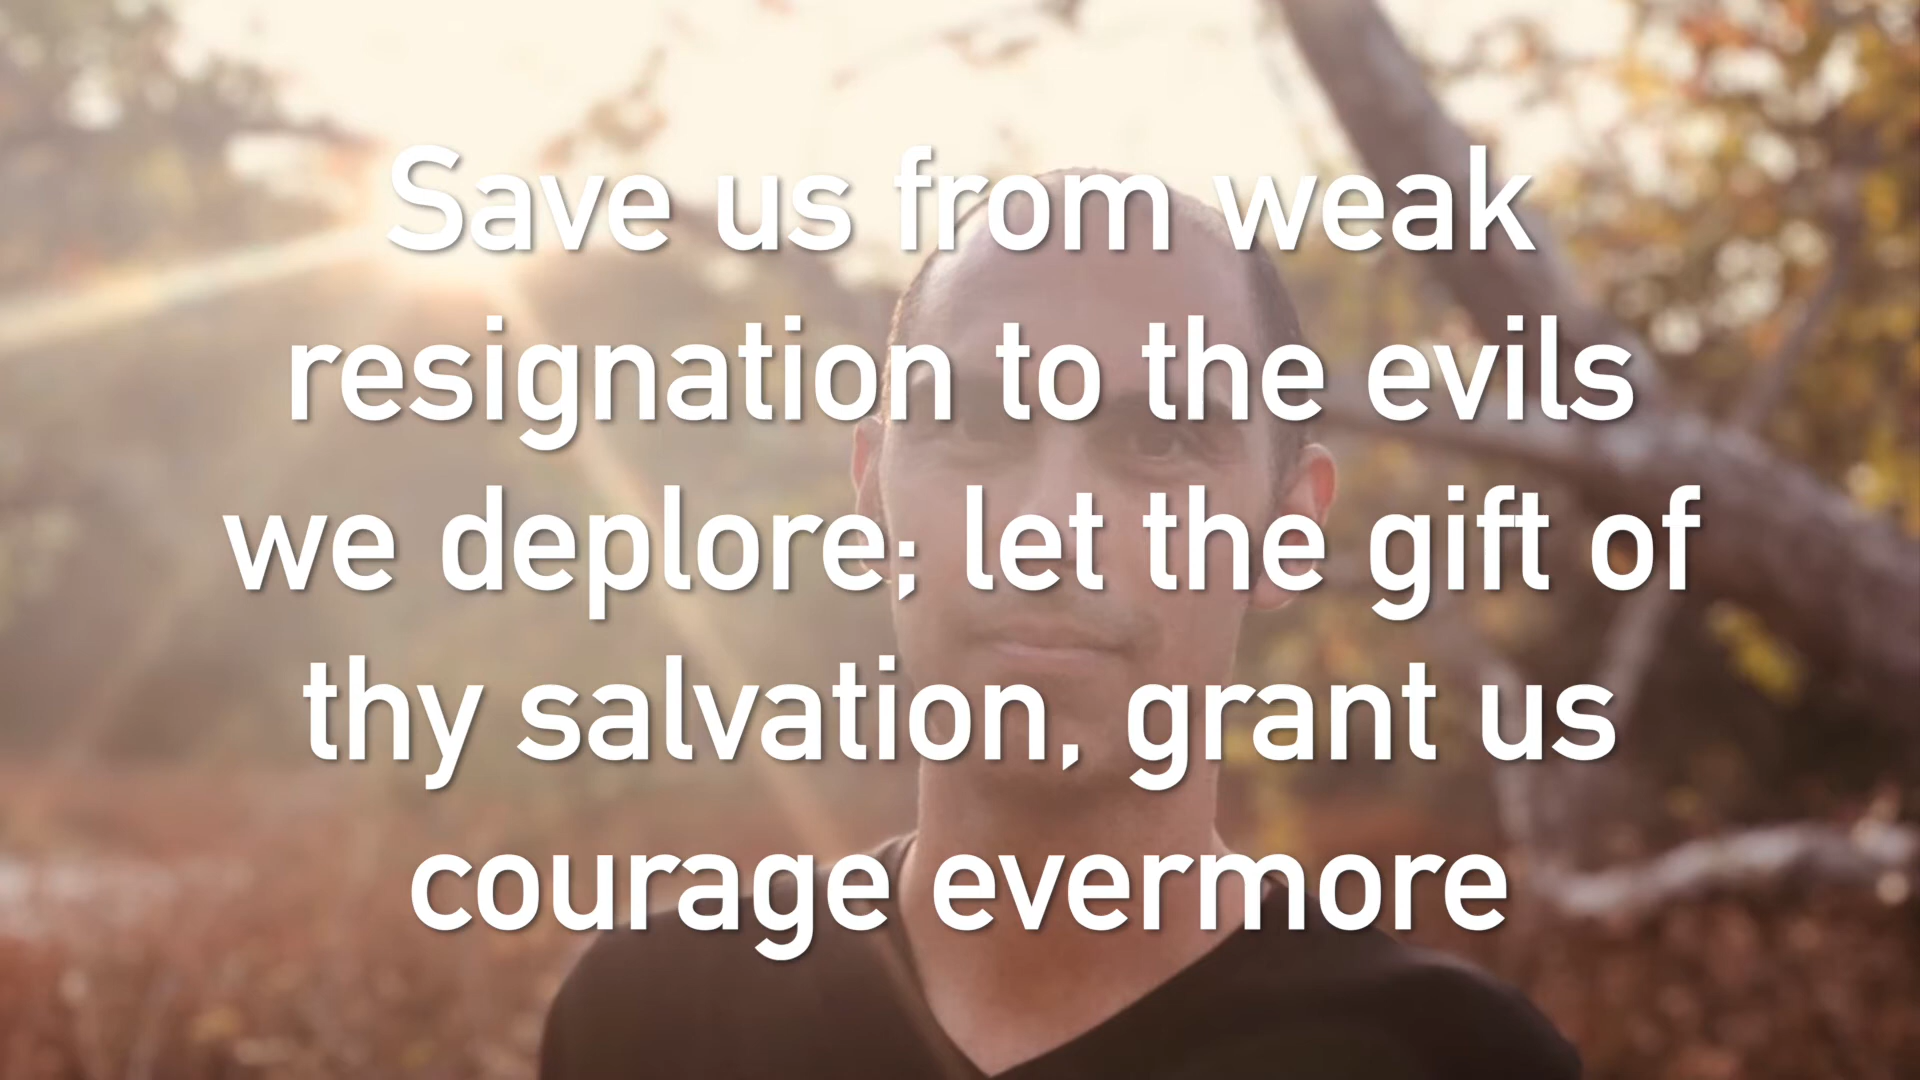 Save us from weak
resignation to the evils
we deplore; let the gift of
thy salvation, grant us
courage evermore